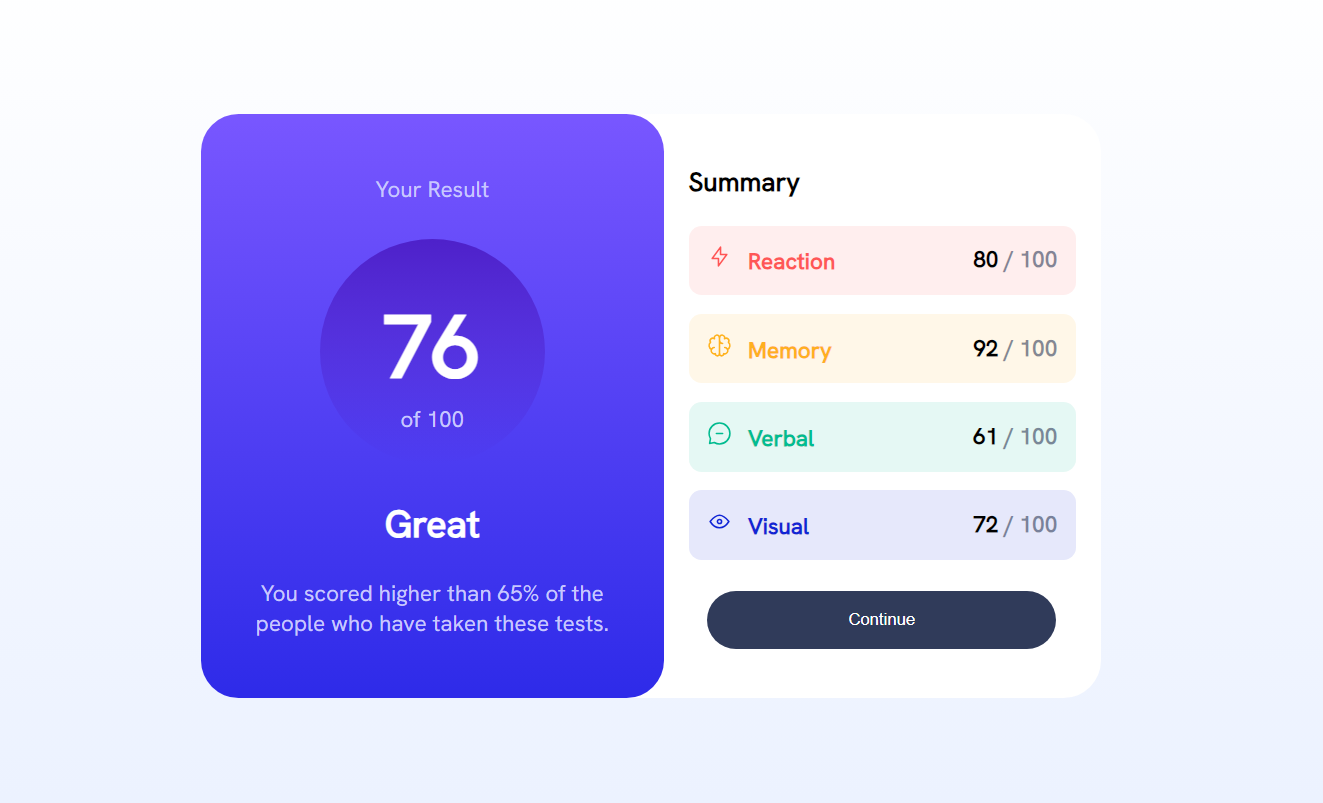 Your Result
76
of 100
Great
You scored higher than 65% of the
people who have taken these tests.
Summary
Reaction 80 / 100
Memory 92 / 100
Verbal 61 / 100
Visual 72 / 100
Continue